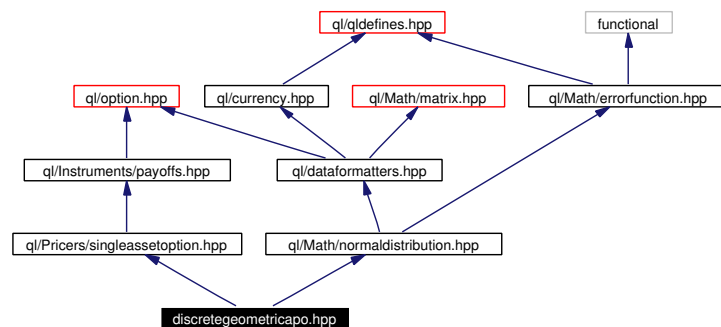 ql/qldefines.hpp
functional
ql/option.hpp
ql/currency.hpp
ql/Math/matrix.hpp
ql/Math/errorfunction.hpp
ql/Instruments/payoffs.hpp
ql/dataformatters.hpp
ql/Pricers/singleassetoption.hpp
ql/Math/normaldistribution.hpp
discretegeometricapo.hpp